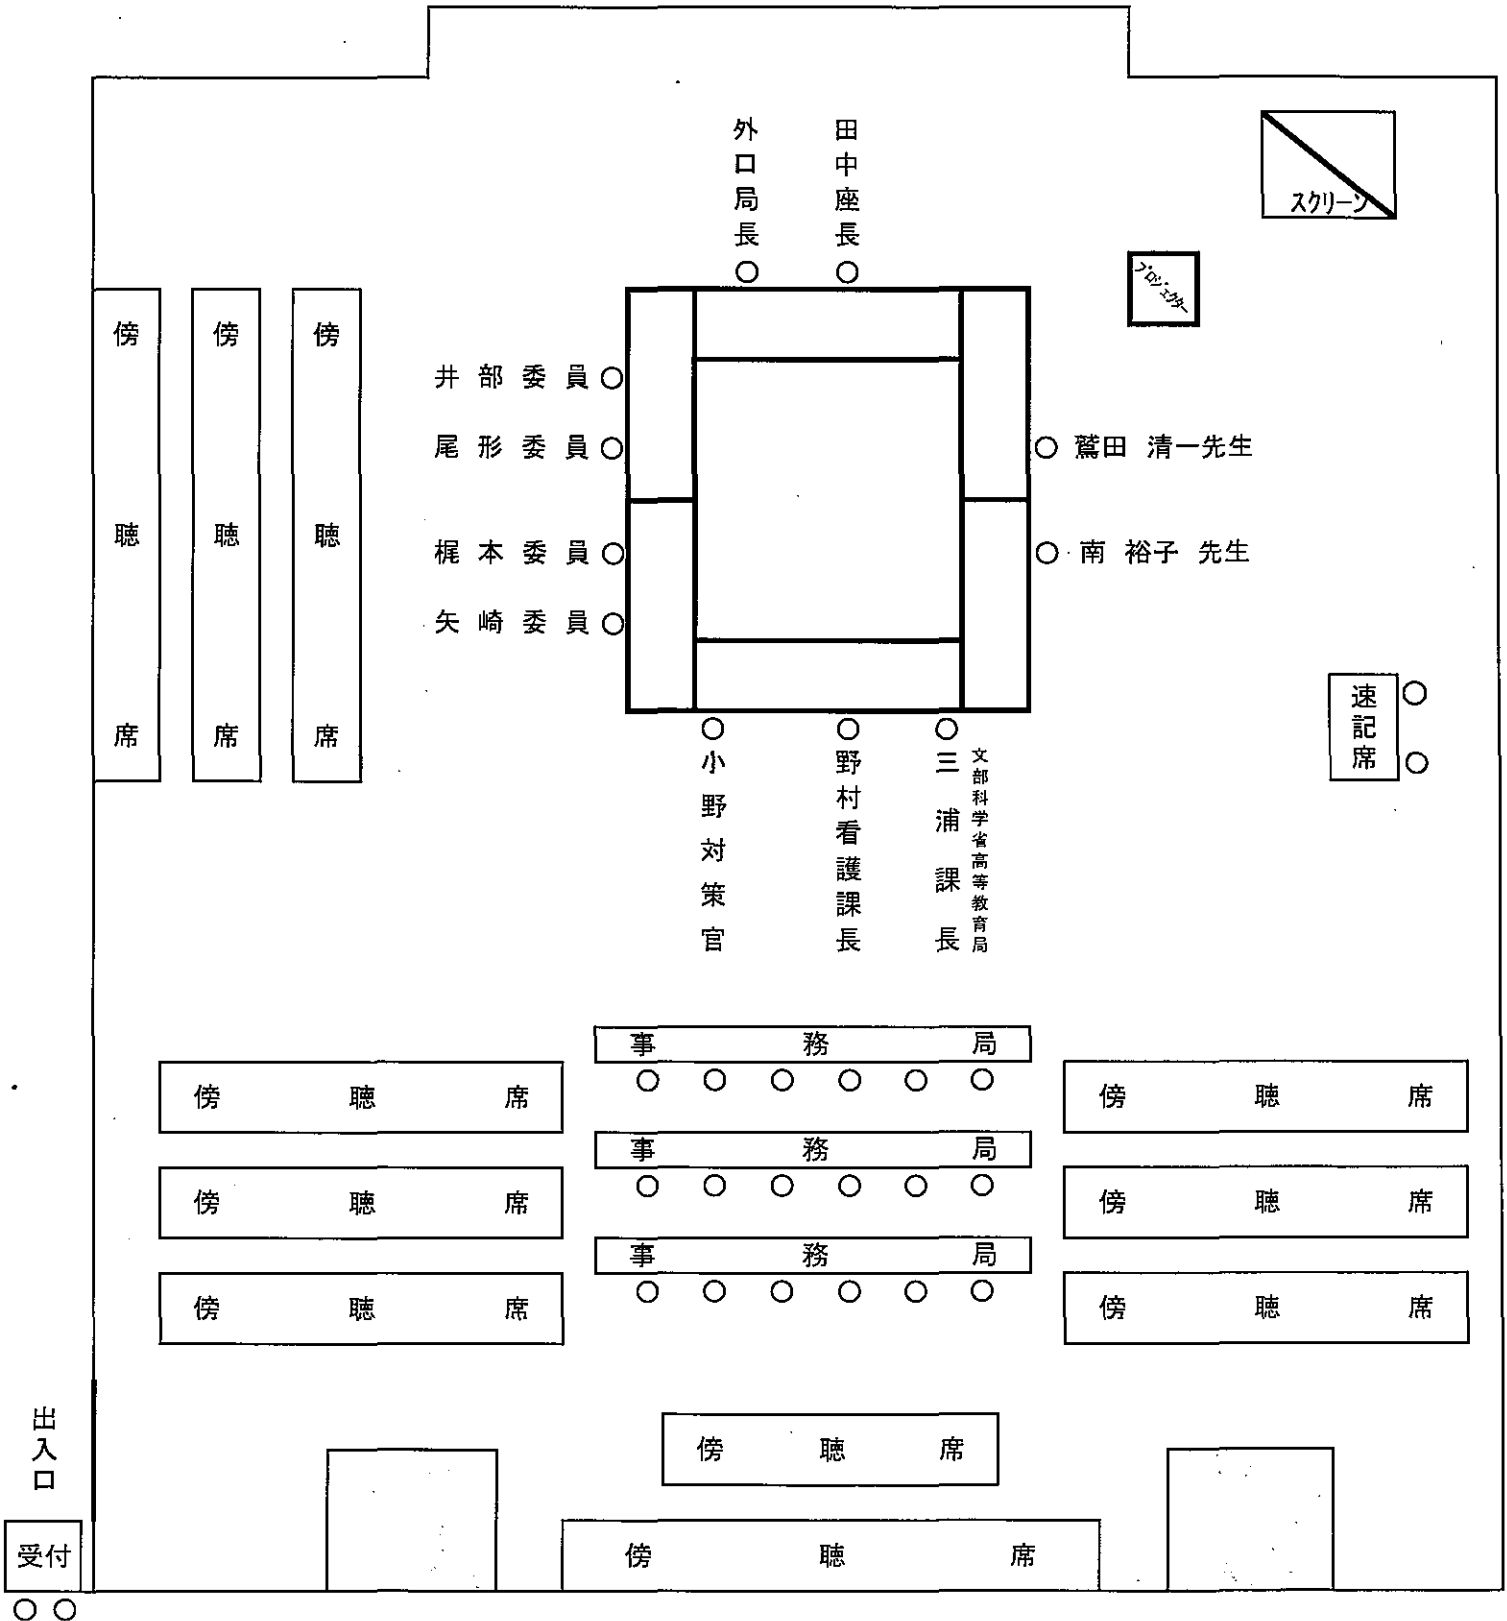 外口局長
田中座長
スクリーン
プロジェクター
傍聴席
傍聴席
傍聴席
井部委員
尾形委員
梶本委員
矢崎委員
鷲田 清一先生
南 裕子 先生
速記席
小野対策官
野村看護課長
三浦課長
文部科学省高等教育局
事務局
事務局
事務局
傍聴席
傍聴席
傍聴席
傍聴席
傍聴席
傍聴席
傍聴席
傍聴席
出入口
受付